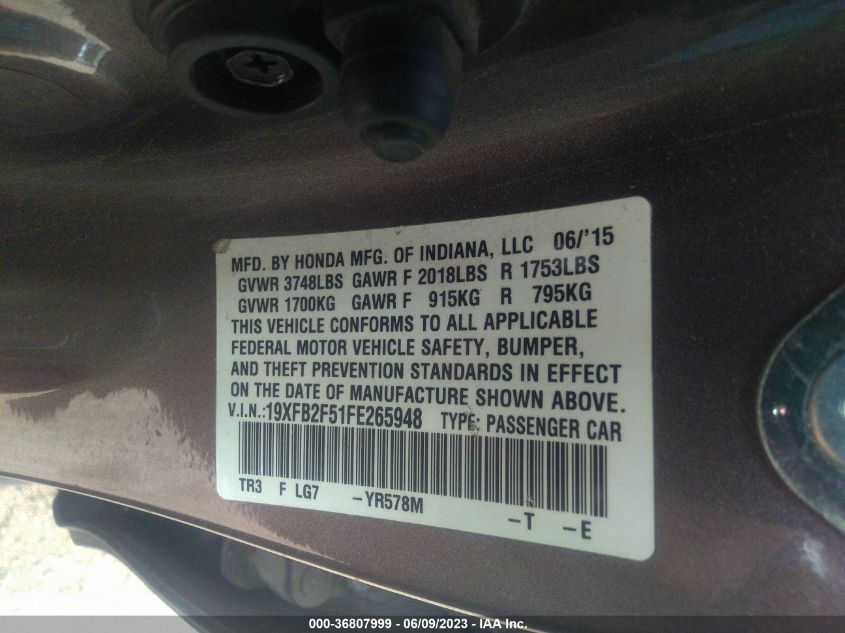 MFD. BY HONDA MFG. OF INDIANA, LLC 06/'15
GVWR 3748LBS GAWR F 2018LBS R 1753LBS
GVWR 1700KG GAWR F 915KG R 795KG
THIS VEHICLE CONFORMS TO ALL APPLICABLE
FEDERAL MOTOR VEHICLE SAFETY, BUMPER,
AND THEFT PREVENTION STANDARDS IN EFFECT
ON THE DATE OF MANUFACTURE SHOWN ABOVE.
V.I.N.:19XFB2F51FE265948 TYPE: PASSENGER CAR
TR3 F LG7 -YR578M -T -E
000-36807999 - 06/09/2023 - IAA Inc.